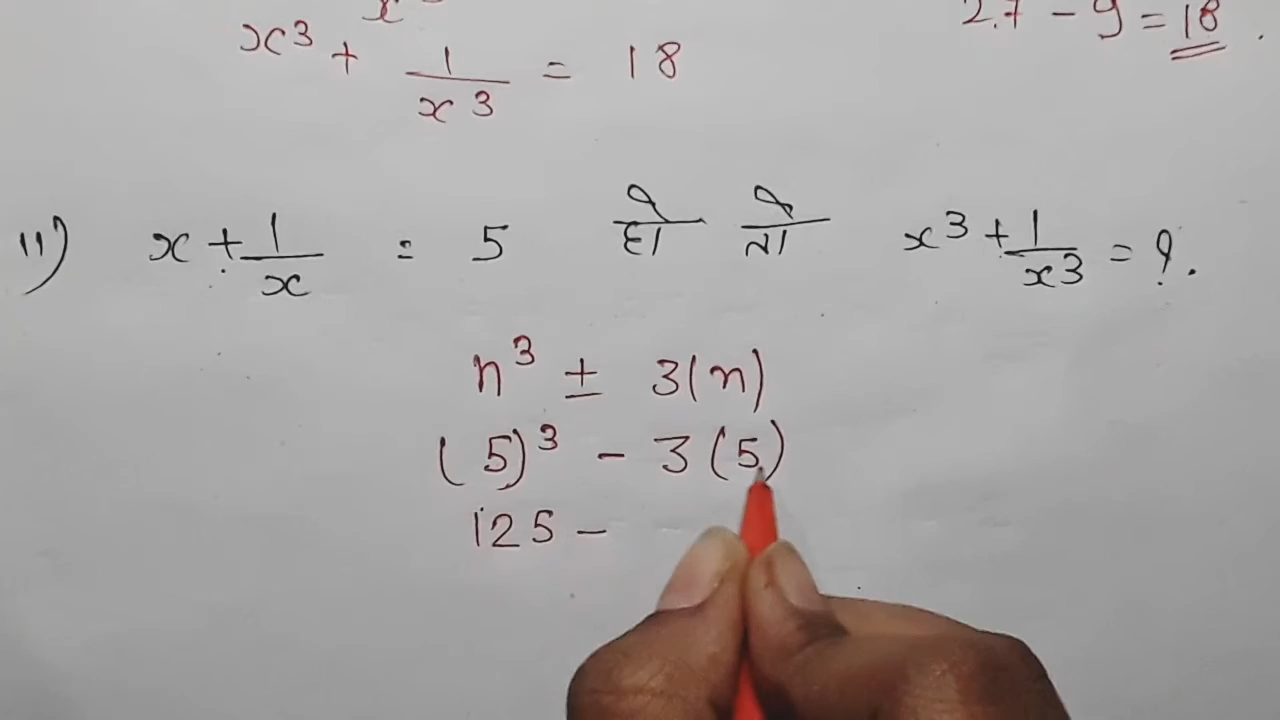 x³ + 1/x³ = 18
27 - 9 = 18.
11) x + 1/x = 5 x³ + 1/x³ = ?.
n³ ± 3(n)
(5)³ - 3(5)
125 -